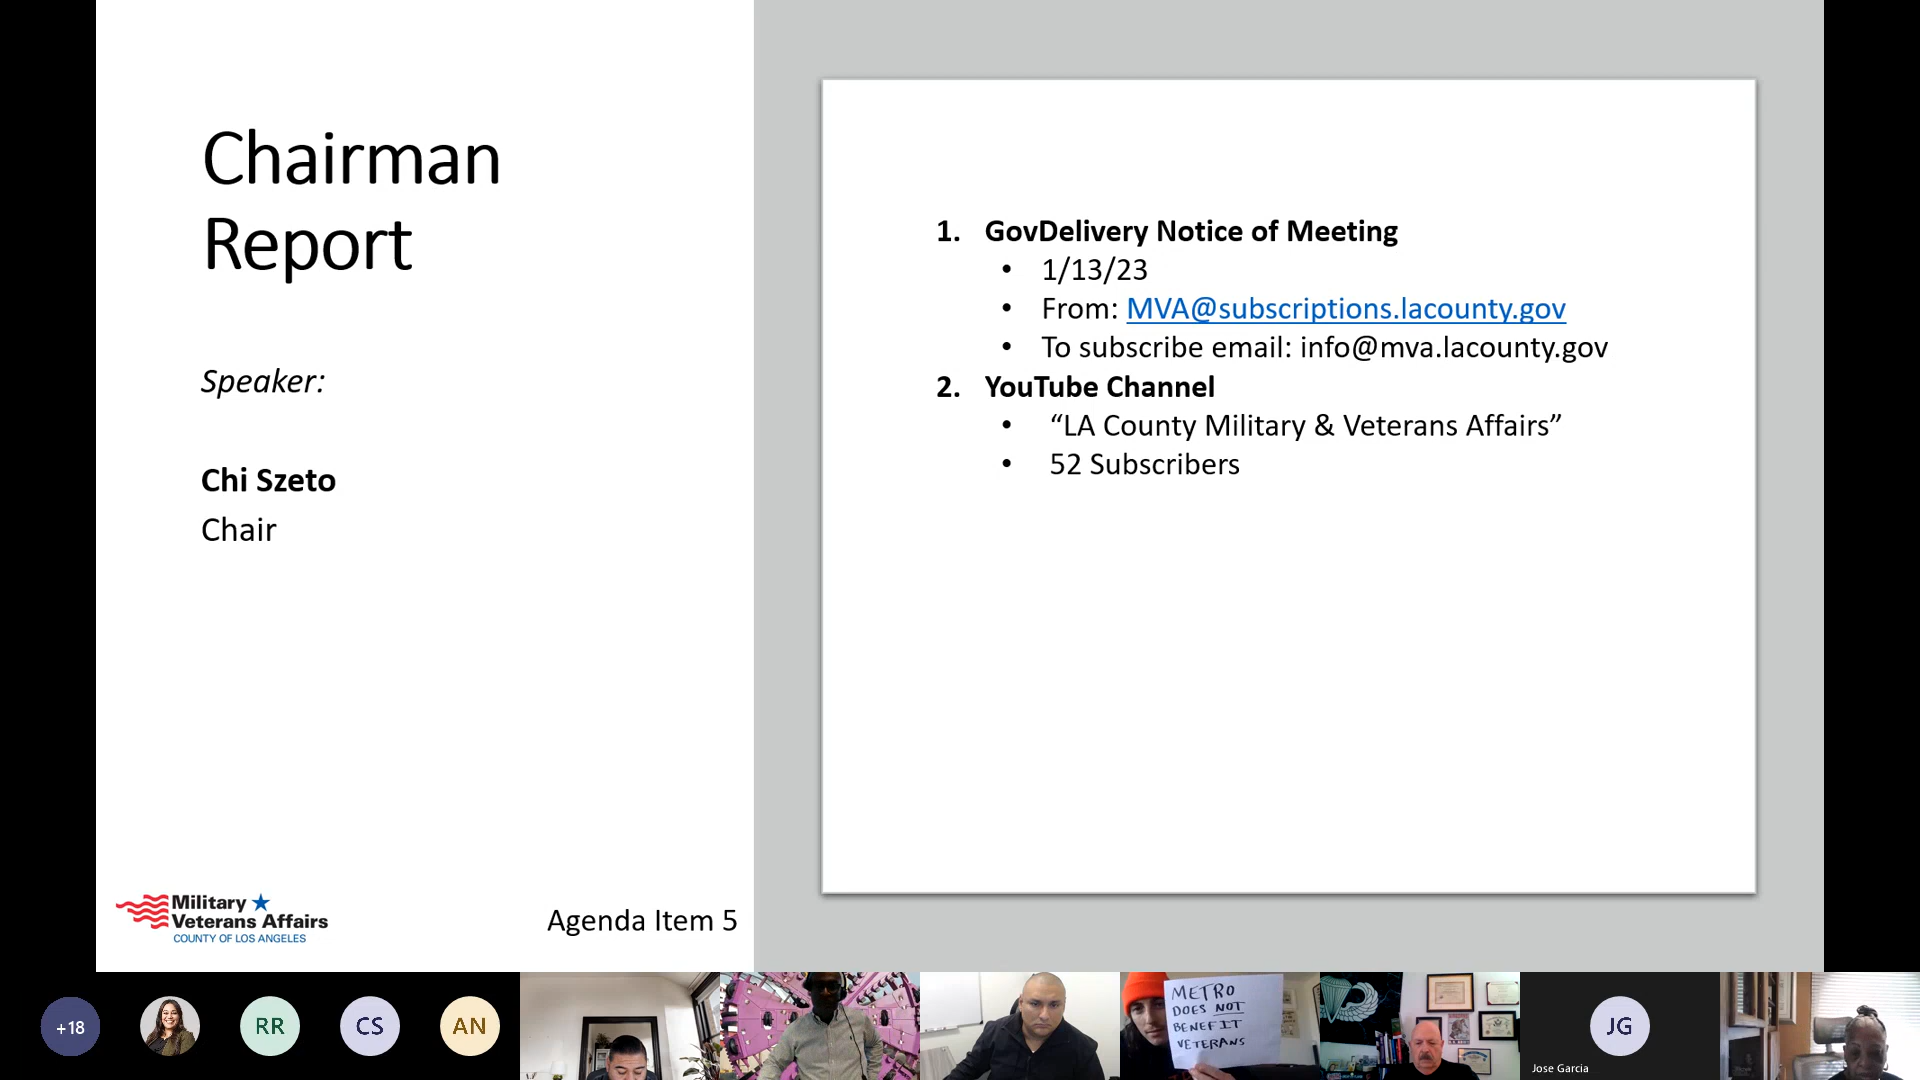 Chairman
Report
Speaker:
Chi Szeto
Chair
Military
Veterans Affairs
COUNTY OF LOS ANGELES
Agenda Item 5
1. GovDelivery Notice of Meeting
• 1/13/23
• From: MVA@subscriptions.lacounty.gov
• To subscribe email: info@mva.lacounty.gov
2. YouTube Channel
• “LA County Military & Veterans Affairs”
• 52 Subscribers
+18
RR
CS
AN
METRO
DOES NOT
BENEFIT
VETERANS
JG
Jose Garcia